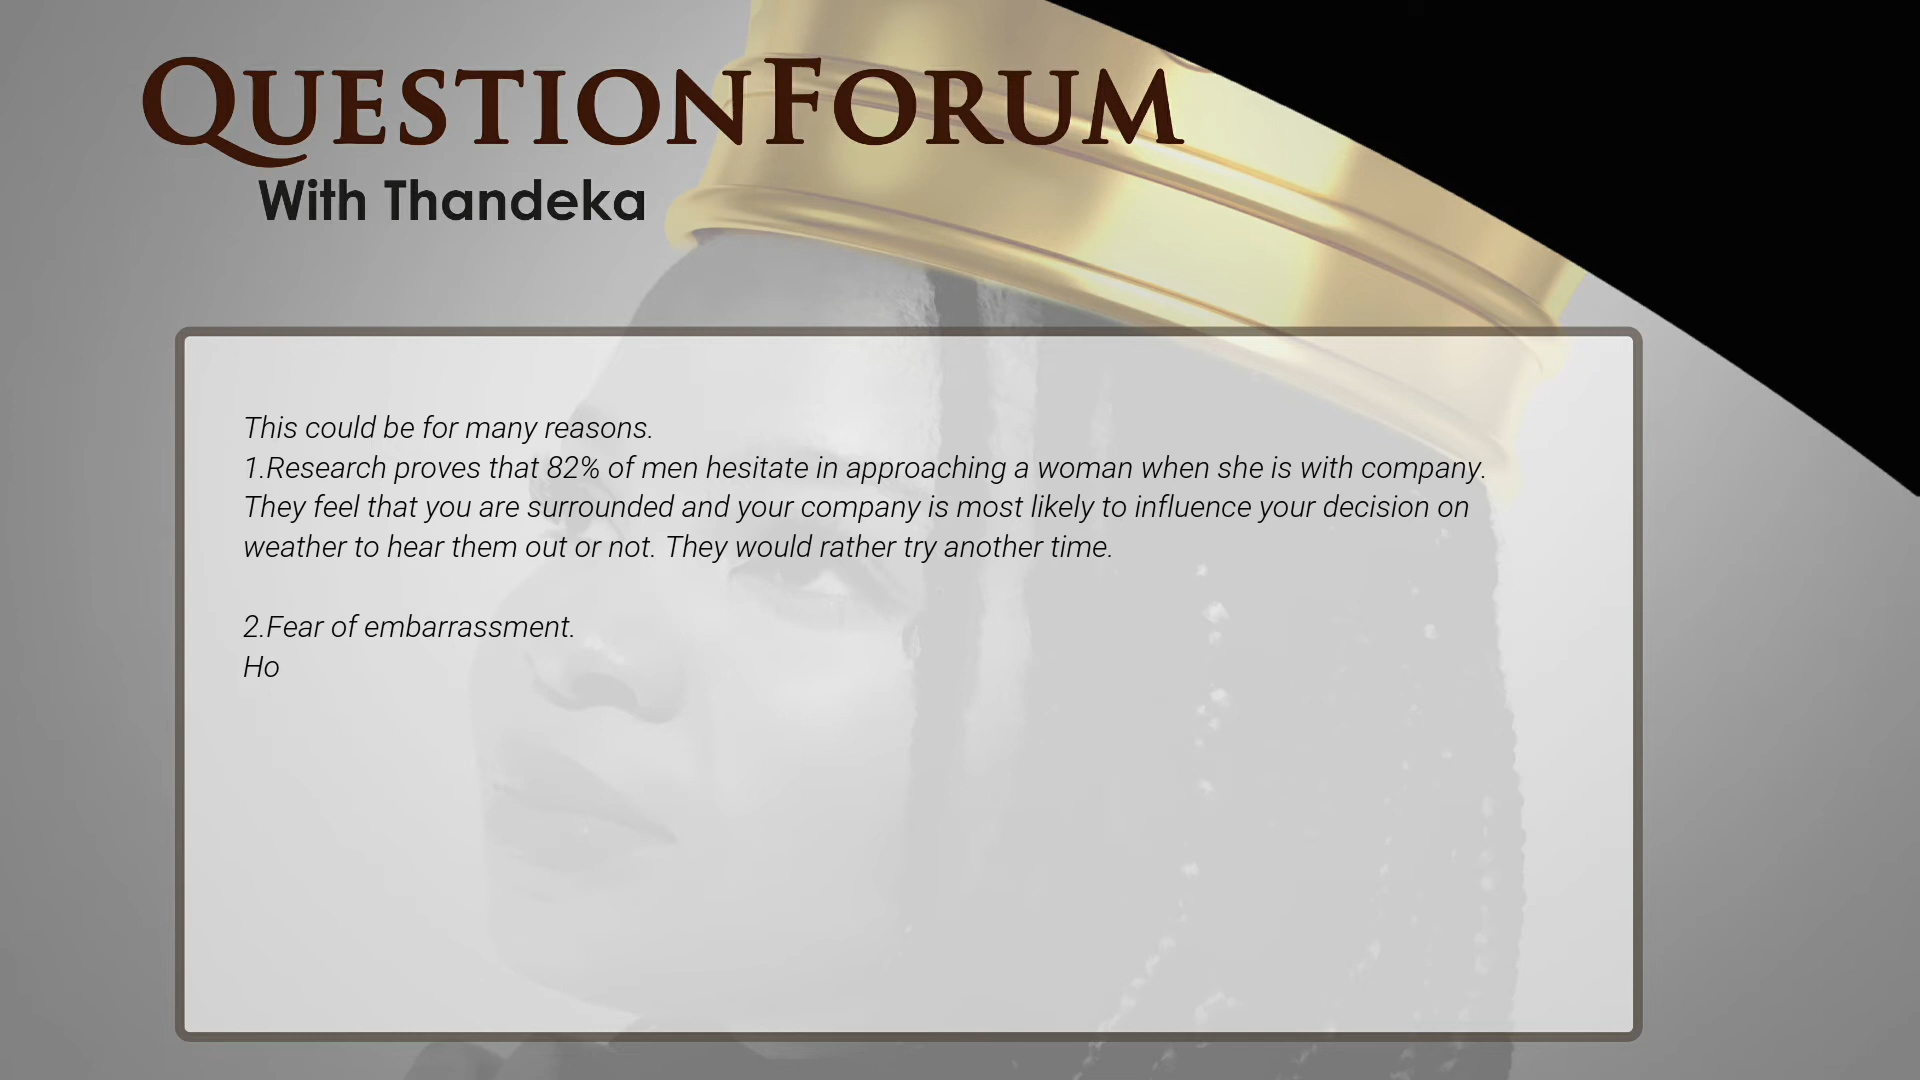 QUESTIONFORUM
With Thandeka
This could be for many reasons.
1.Research proves that 82% of men hesitate in approaching a woman when she is with company.
They feel that you are surrounded and your company is most likely to influence your decision on
weather to hear them out or not. They would rather try another time.
2.Fear of embarrassment.
Ho